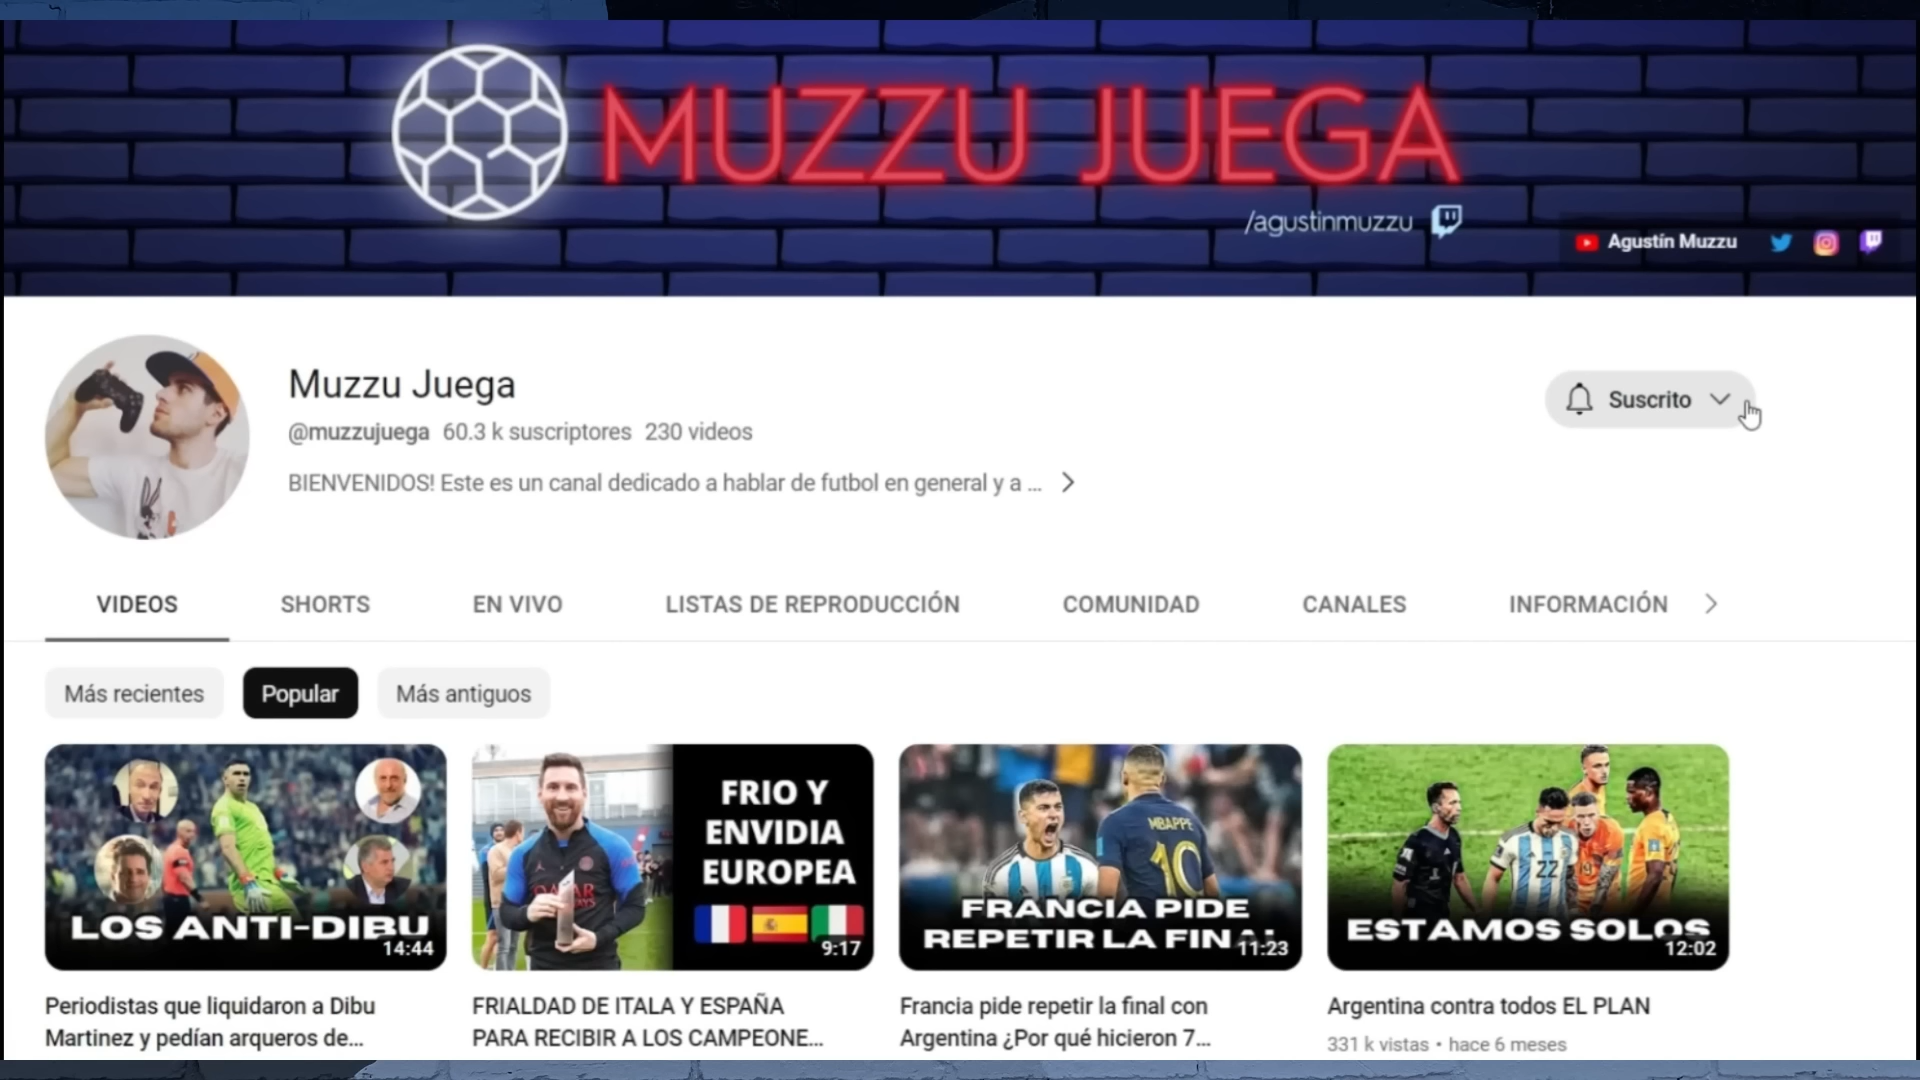 MUZZU JUEGA
/agustinmuzzu
Agustín Muzzu
Muzzu Juega
@muzzujuega 60.3 k suscriptores 230 videos
Suscrito
BIENVENIDOS! Este es un canal dedicado a hablar de futbol en general y a ...
VIDEOS SHORTS EN VIVO LISTAS DE REPRODUCCIÓN COMUNIDAD CANALES INFORMACIÓN
Más recientes Popular Más antiguos
LOS ANTI-DIBU
14:44
FRIO Y
ENVIDIA
EUROPEA
9:17
MBAPPE
10
FRANCIA PIDE
REPETIR LA FINAL
11:23
22
ESTAMOS SOLOS
12:02
Periodistas que liquidaron a Dibu
Martinez y pedían arqueros de...
FRIALDAD DE ITALA Y ESPAÑA
PARA RECIBIR A LOS CAMPEONE...
Francia pide repetir la final con
Argentina ¿Por qué hicieron 7...
Argentina contra todos EL PLAN
331 k vistas • hace 6 meses